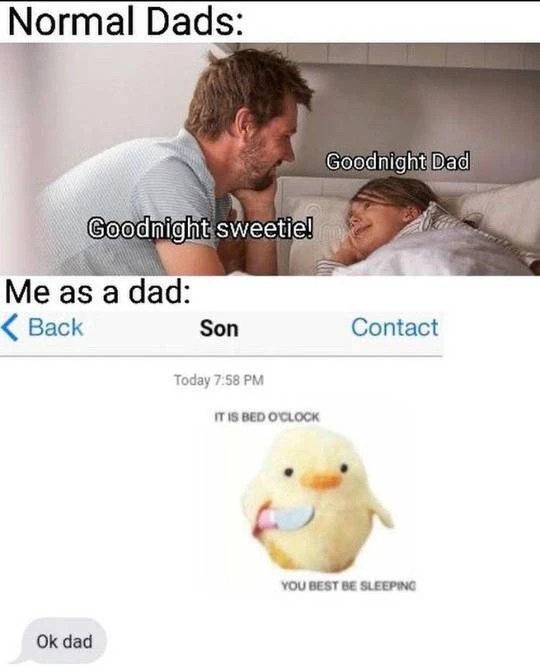 Normal Dads:
Goodnight Dad
Goodnight sweetie!
Me as a dad:
Back Son Contact
Today 7:58 PM
IT IS BED O'CLOCK
YOU BEST BE SLEEPING
Ok dad